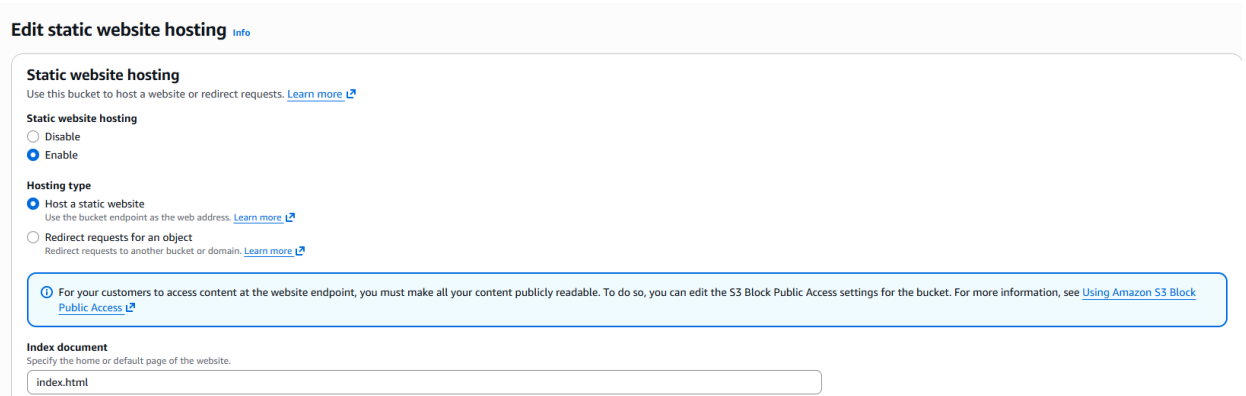 Edit static website hosting Info
Static website hosting
Use this bucket to host a website or redirect requests. Learn more
Static website hosting
Disable
Enable
Hosting type
Host a static website
Use the bucket endpoint as the web address. Learn more
Redirect requests for an object
Redirect requests to another bucket or domain. Learn more
For your customers to access content at the website endpoint, you must make all your content publicly readable. To do so, you can edit the S3 Block Public Access settings for the bucket. For more information, see Using Amazon S3 Block
Public Access
Index document
Specify the home or default page of the website.
index.html